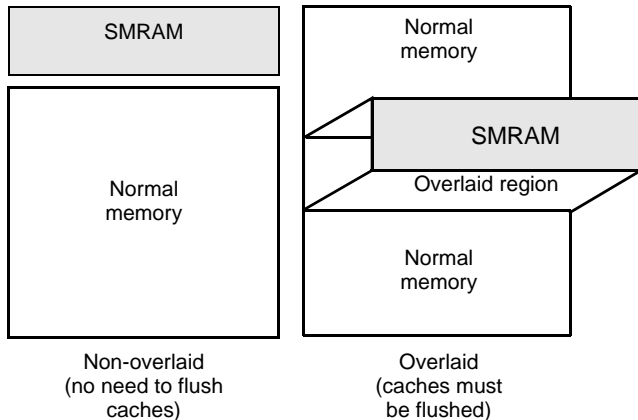 SMRAM
Normal
memory
Non-overlaid
(no need to flush
caches)
Normal
memory
SMRAM
Overlaid region
Normal
memory
Overlaid
(caches must
be flushed)